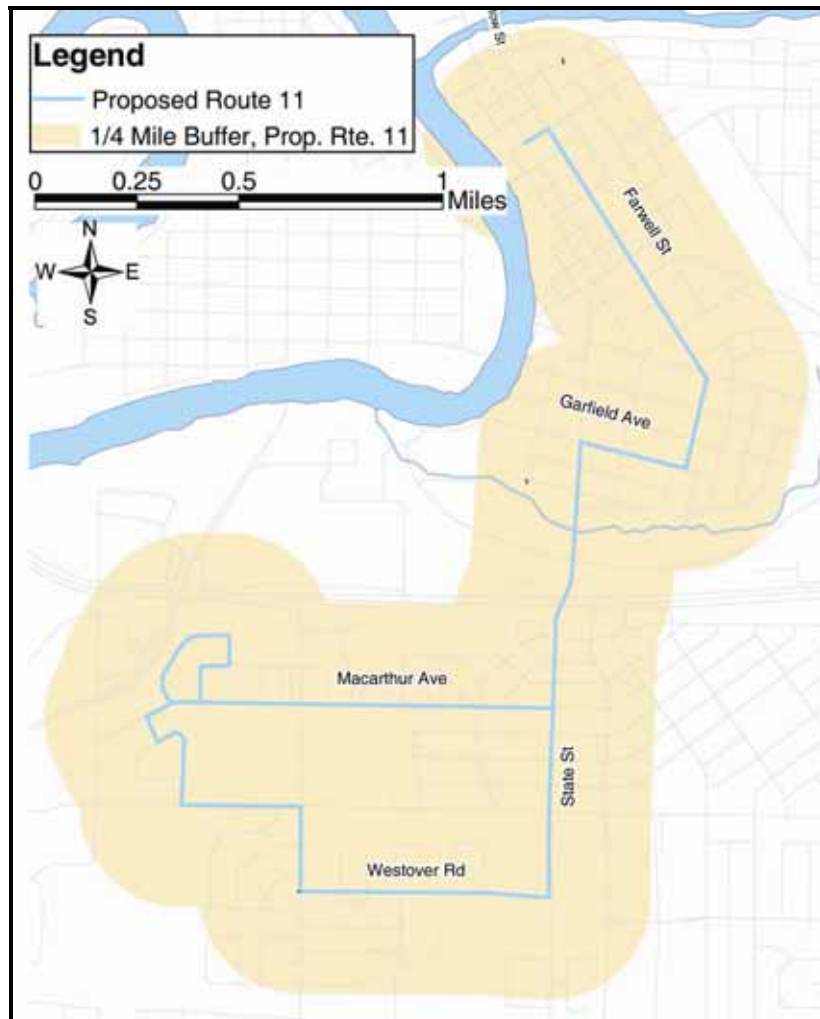 Legend
Proposed Route 11
1/4 Mile Buffer, Prop. Rte. 11
0 0.25 0.5 1
Miles
N
W E
S
Farwell St
Garfield Ave
Macarthur Ave
State St
Westover Rd